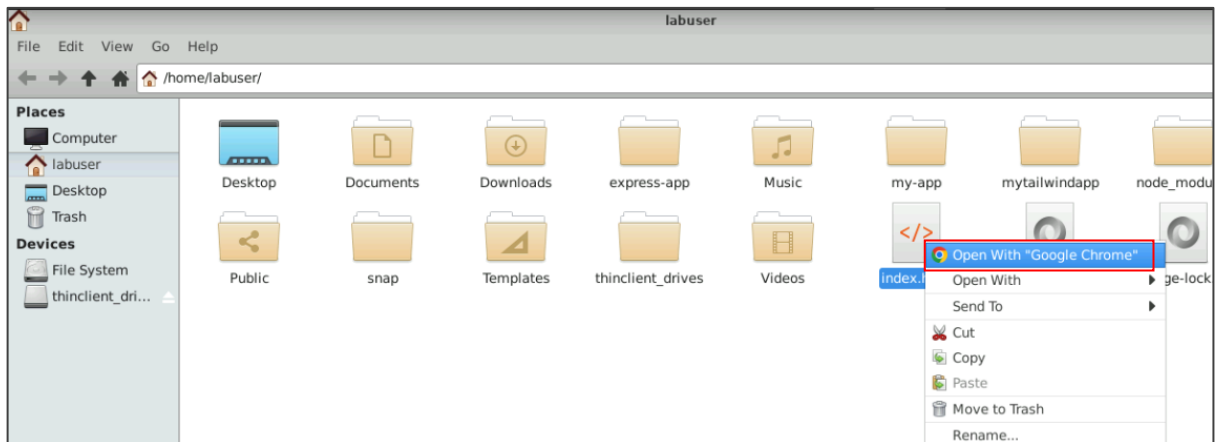 labuser
File Edit View Go Help
/home/labuser/
Places
Computer
labuser
Desktop
Trash
Devices
File System
thinclient_dri...
Desktop Documents Downloads express-app Music my-app mytailwindapp node_modu
Public snap Templates thinclient_drives Videos index.h ge-lock
Open With "Google Chrome"
Open With
Send To
Cut
Copy
Paste
Move to Trash
Rename...